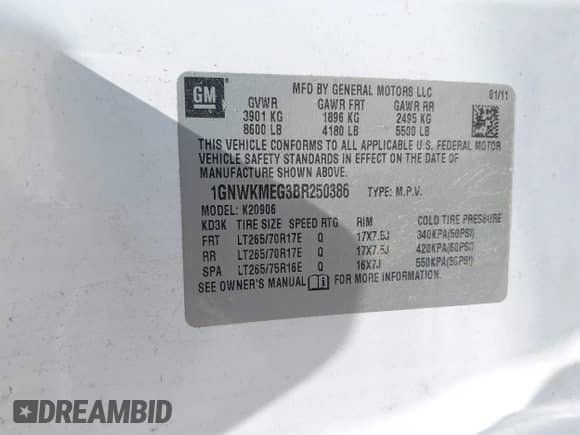 GM
MFD BY GENERAL MOTORS LLC
01/11
GVWR GAWR FRT GAWR RR
3901 KG 1896 KG 2495 KG
8600 LB 4180 LB 5500 LB
THIS VEHICLE CONFORMS TO ALL APPLICABLE U.S. FEDERAL MOTOR
VEHICLE SAFETY STANDARDS IN EFFECT ON THE DATE OF MANUFACTURE
SHOWN ABOVE.
1GNWKMEG3BR250386 TYPE: M.P.V.
MODEL: K20906
KD3K TIRE SIZE SPEED RTG RIM COLD TIRE PRESSURE
FRT LT265/70R17E Q 17X7.5J 340KPA(50PSI)
RR LT265/70R17E Q 17X7.5J 420KPA(60PSI)
SPA LT265/75R16E Q 16X7J 550KPA(80PSI)
SEE OWNER'S MANUAL FOR MORE INFORMATION.
DREAMBID